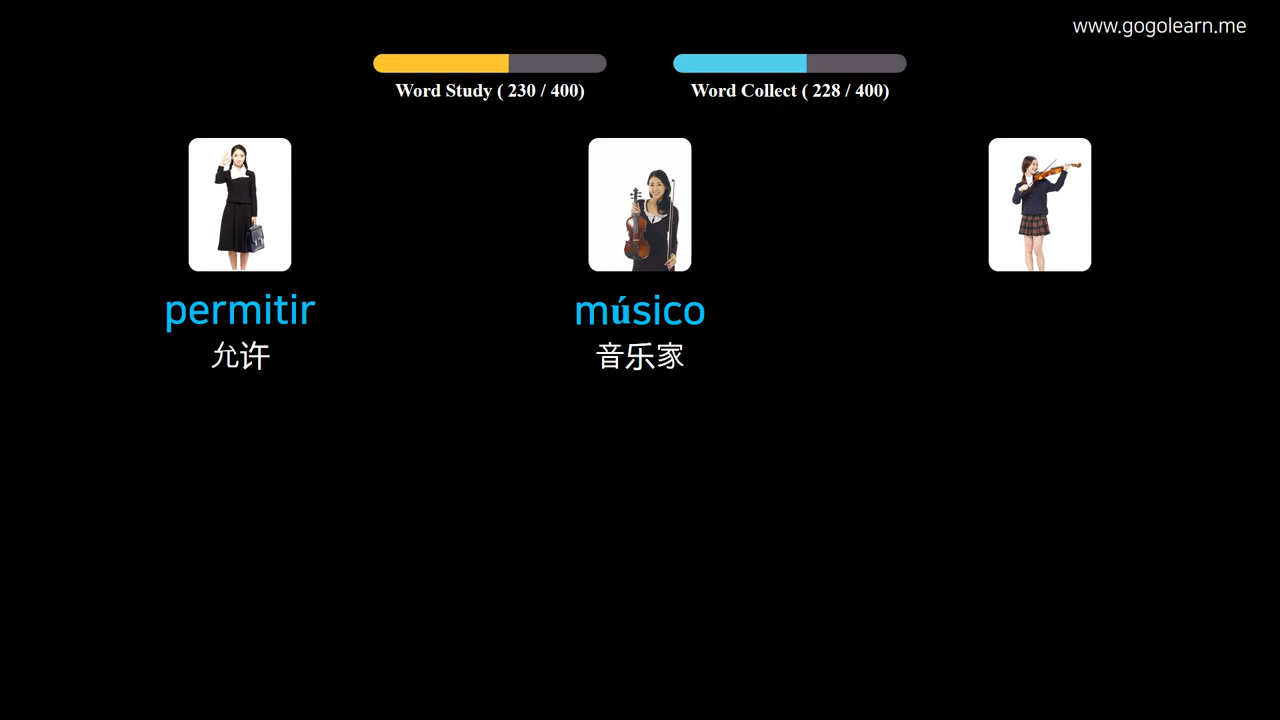 www.gogolearn.me
Word Study ( 230 / 400)
Word Collect ( 228 / 400)
permitir
允许
músico
音乐家